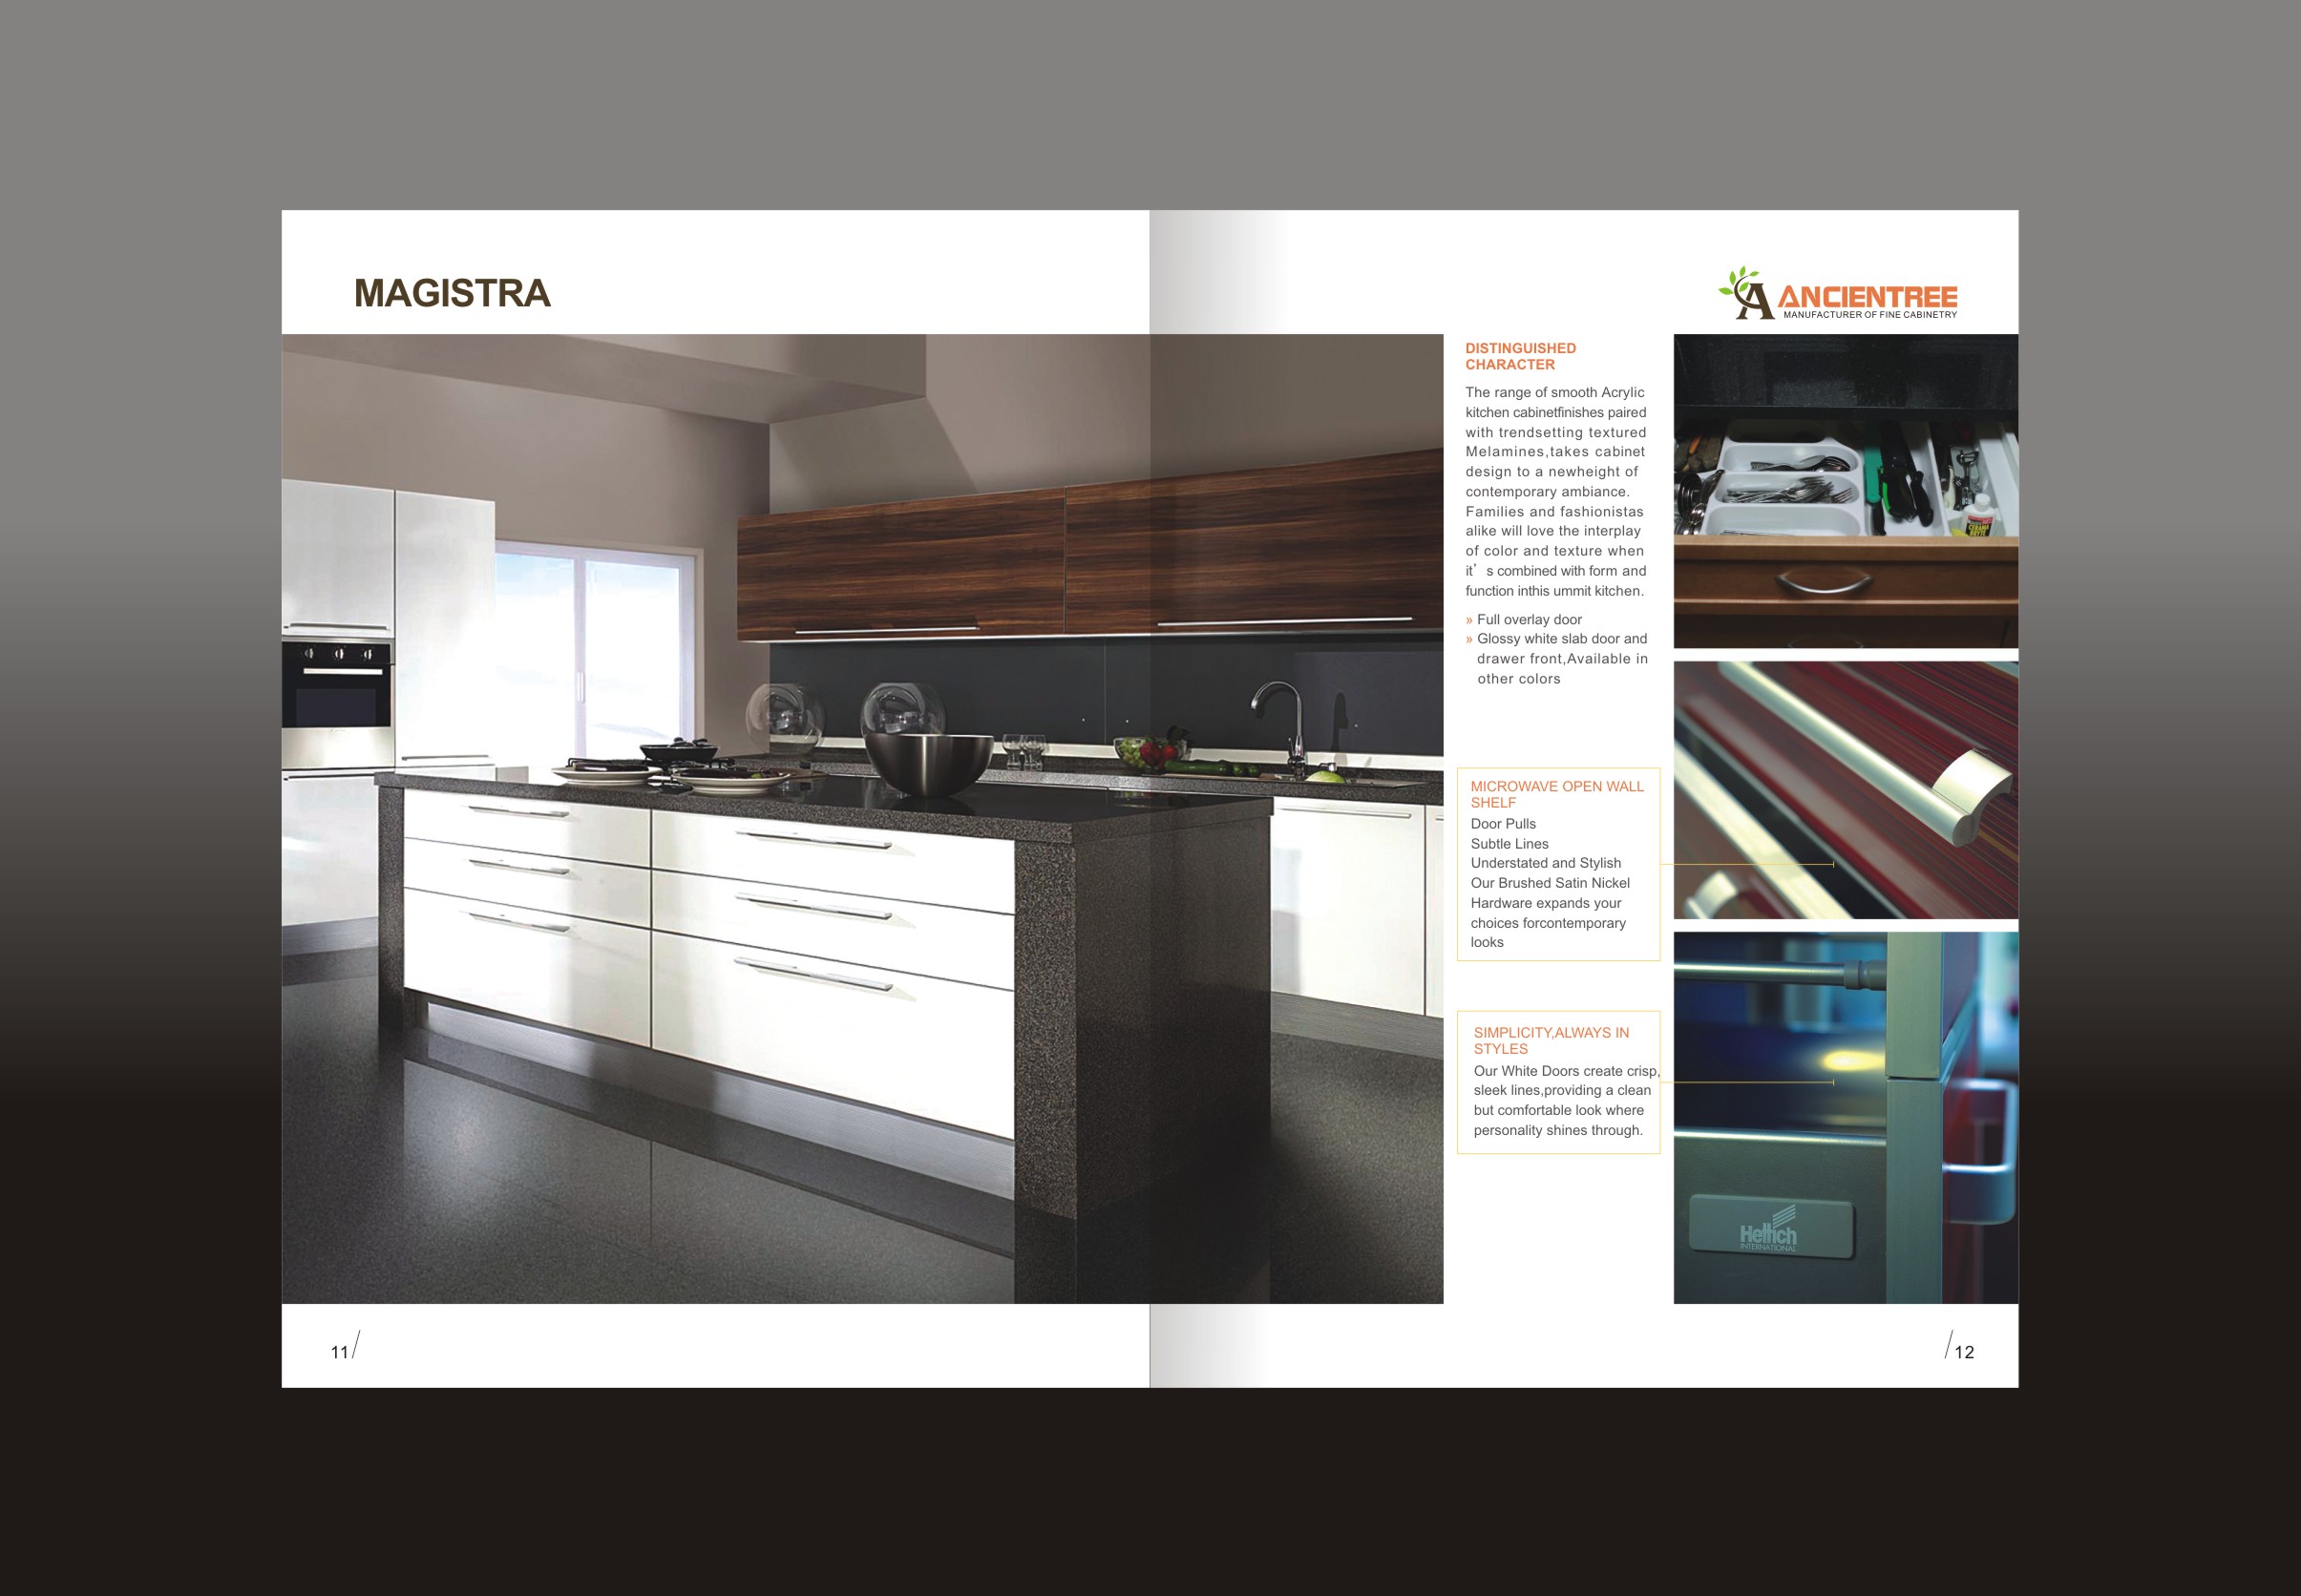 MAGISTRA
ANCIENTREE
MANUFACTURER OF FINE CABINETRY
DISTINGUISHED
CHARACTER
The range of smooth Acrylic
kitchen cabinetfinishes paired
with trendsetting textured
Melamines,takes cabinet
design to a newheight of
contemporary ambiance.
Families and fashionistas
alike will love the interplay
of color and texture when
it’ s combined with form and
function inthis ummit kitchen.
» Full overlay door
» Glossy white slab door and
drawer front,Available in
other colors
MICROWAVE OPEN WALL
SHELF
Door Pulls
Subtle Lines
Understated and Stylish
Our Brushed Satin Nickel
Hardware expands your
choices forcontemporary
looks
SIMPLICITY,ALWAYS IN
STYLES
Our White Doors create crisp,
sleek lines,providing a clean
but comfortable look where
personality shines through.
Hettich
INTERNATIONAL
11/
/12